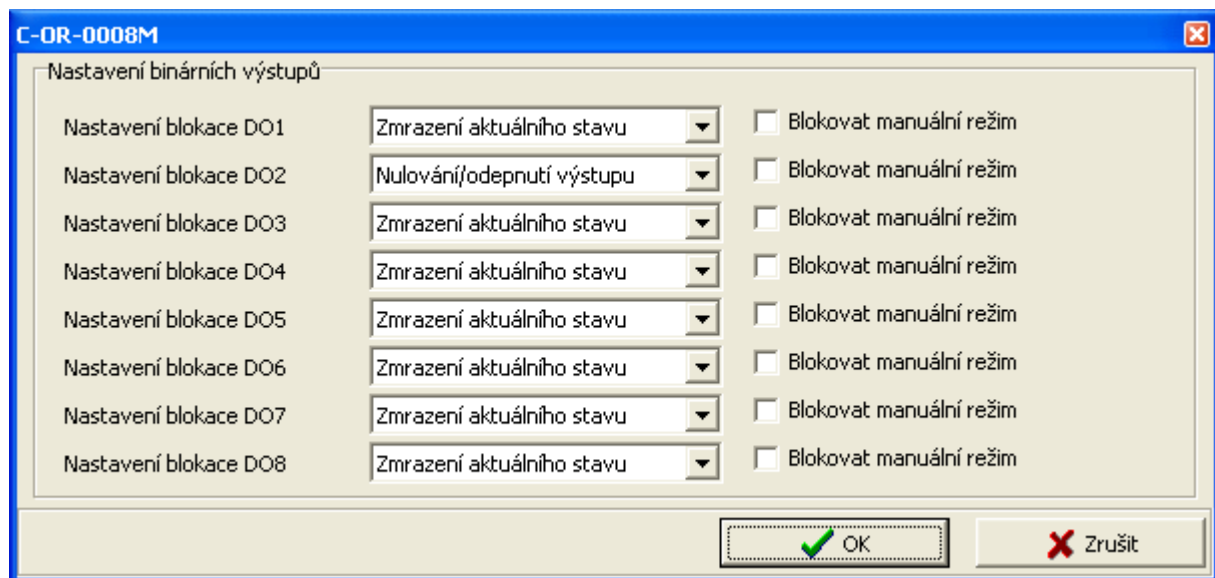 C-OR-0008M
Nastavení binárních výstupů
Nastavení blokace DO1 Zmrazení aktuálního stavu Blokovat manuální režim
Nastavení blokace DO2 Nulování/odepnutí výstupu Blokovat manuální režim
Nastavení blokace DO3 Zmrazení aktuálního stavu Blokovat manuální režim
Nastavení blokace DO4 Zmrazení aktuálního stavu Blokovat manuální režim
Nastavení blokace DO5 Zmrazení aktuálního stavu Blokovat manuální režim
Nastavení blokace DO6 Zmrazení aktuálního stavu Blokovat manuální režim
Nastavení blokace DO7 Zmrazení aktuálního stavu Blokovat manuální režim
Nastavení blokace DO8 Zmrazení aktuálního stavu Blokovat manuální režim
OK Zrušit